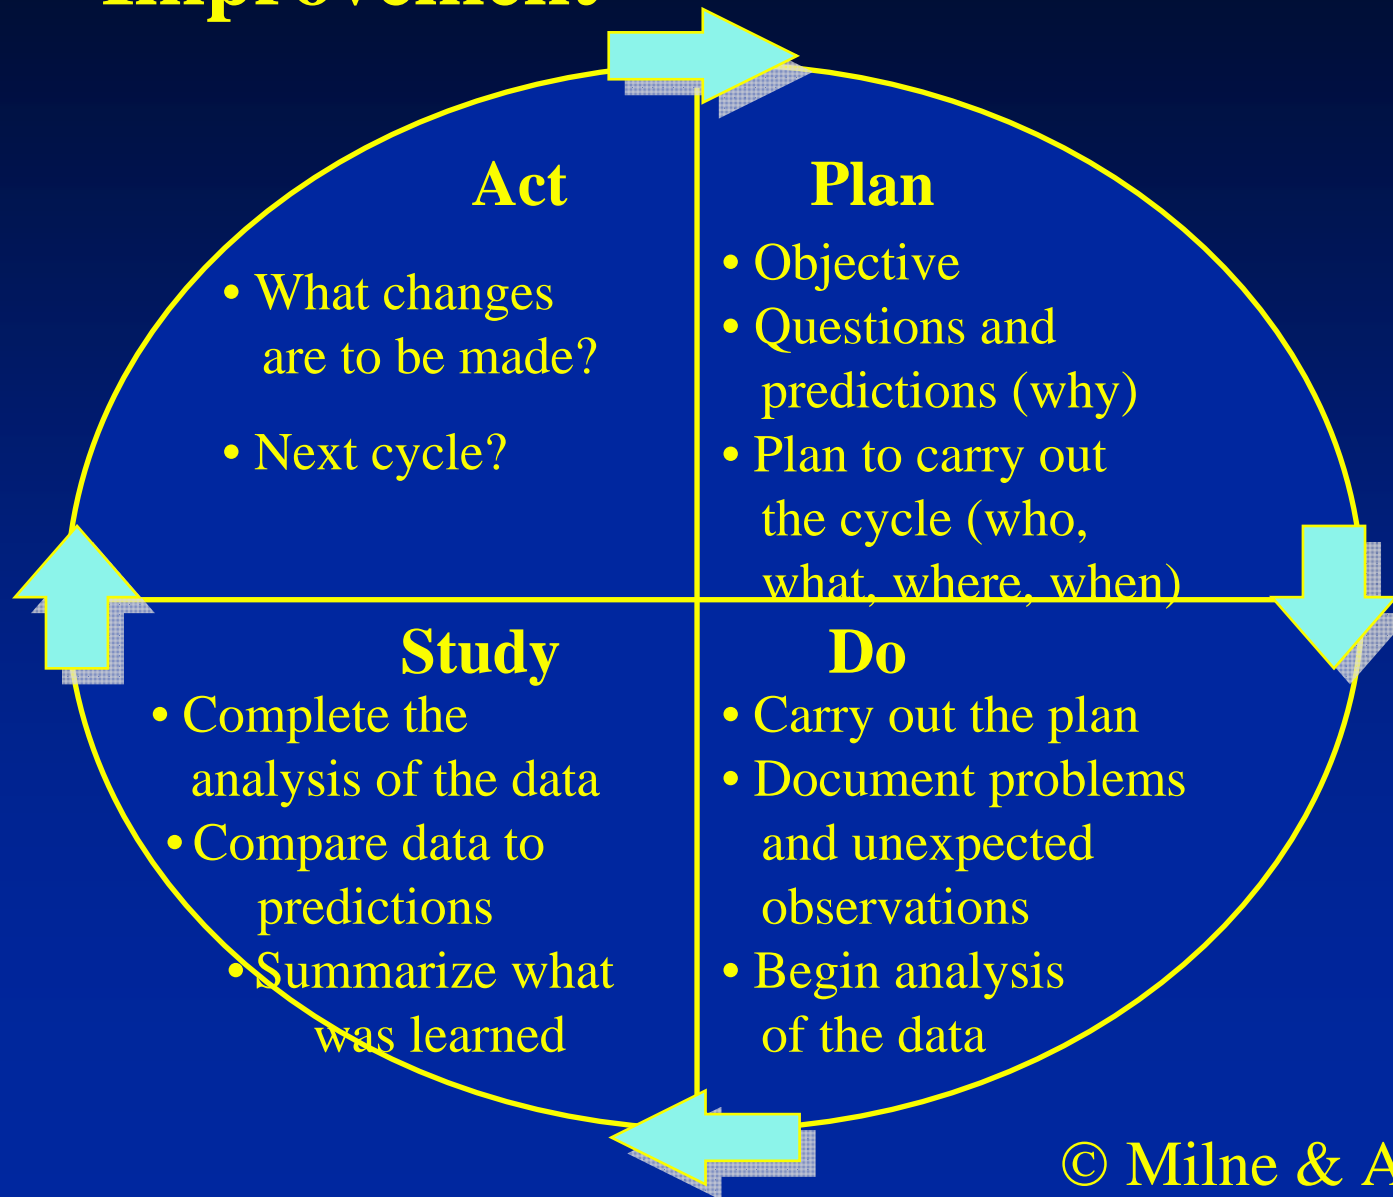 Improvement
Act
• What changes
are to be made?
• Next cycle?
Plan
• Objective
• Questions and
predictions (why)
• Plan to carry out
the cycle (who,
what, where, when)
Study
• Complete the
analysis of the data
• Compare data to
predictions
• Summarize what
was learned
Do
• Carry out the plan
• Document problems
and unexpected
observations
• Begin analysis
of the data
© Milne & A